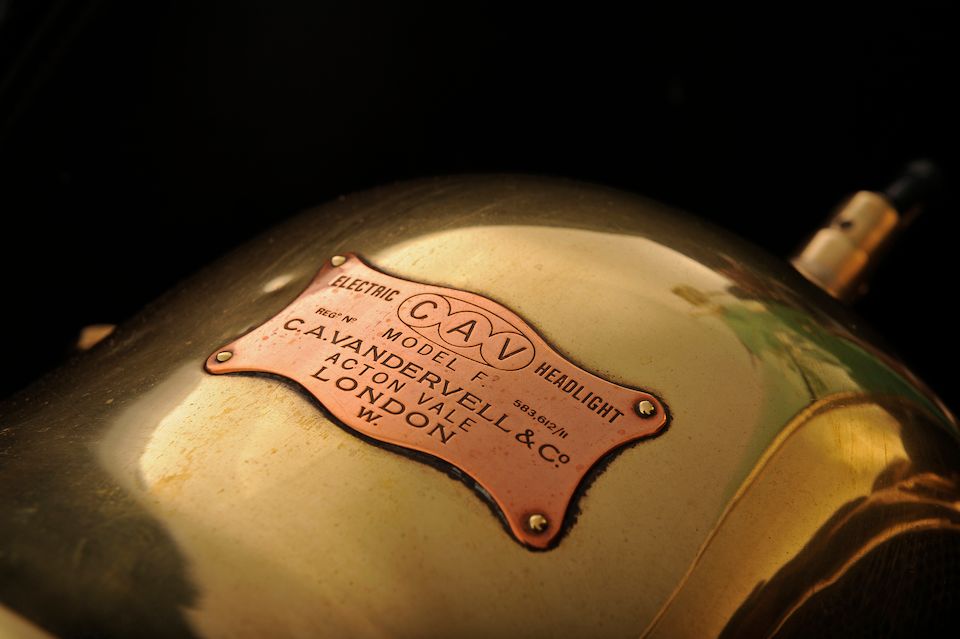 ELECTRIC CAV HEADLIGHT
MODEL F.
REGD No 583,612/11
C.A.VANDERVELL & Co.
ACTON VALE
LONDON
W.